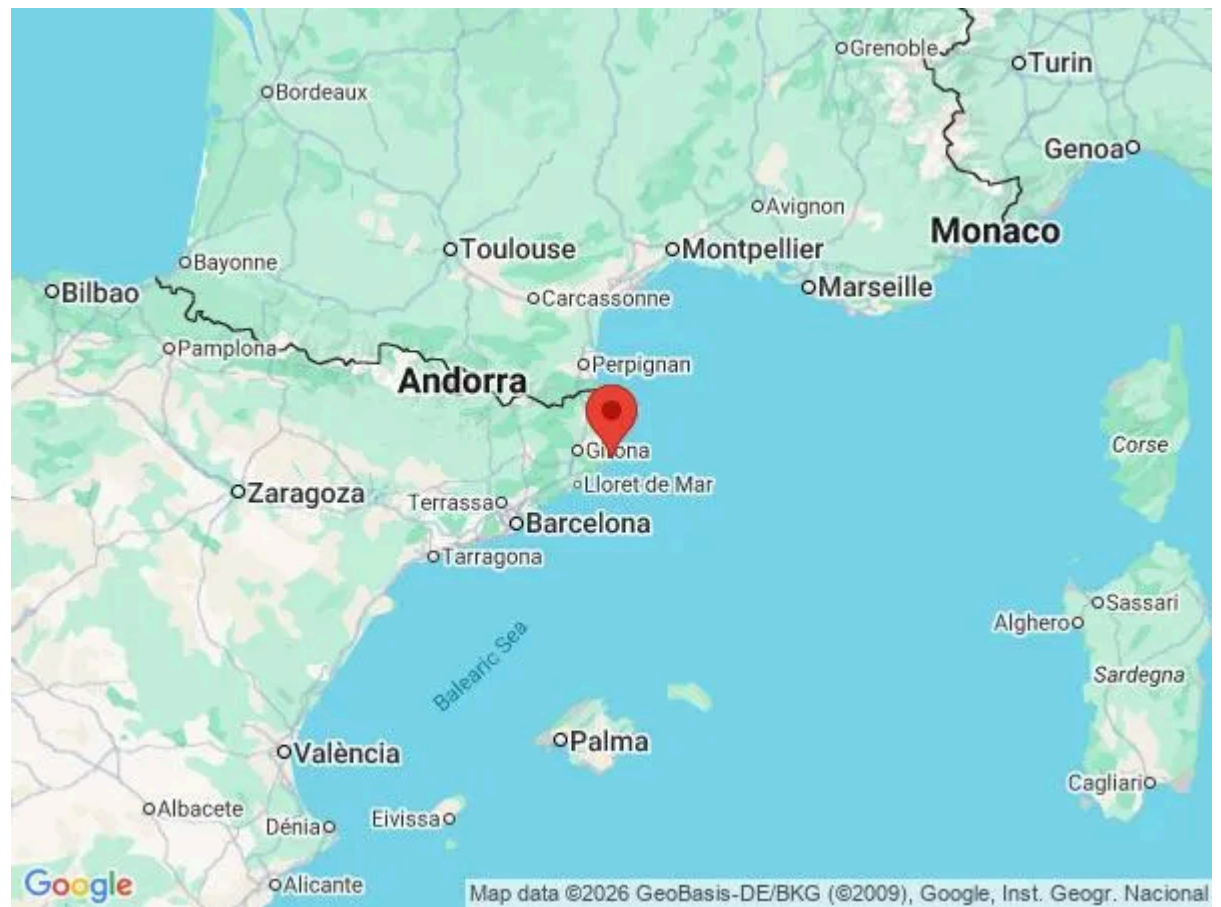 Grenoble
Turin
Bordeaux
Genoa
Avignon
Monaco
Toulouse
Montpellier
Bayonne
Bilbao
Marseille
Carcassonne
Pamplona
Perpignan
Andorra
Corse
Girona
Lloret de Mar
Zaragoza
Terrassa
Barcelona
Tarragona
Sassari
Alghero
Balearic Sea
Sardegna
Palma
València
Cagliari
Albacete
Eivissa
Dénia
Alicante
Google
Map data ©2026 GeoBasis-DE/BKG (©2009), Google, Inst. Geogr. Nacional